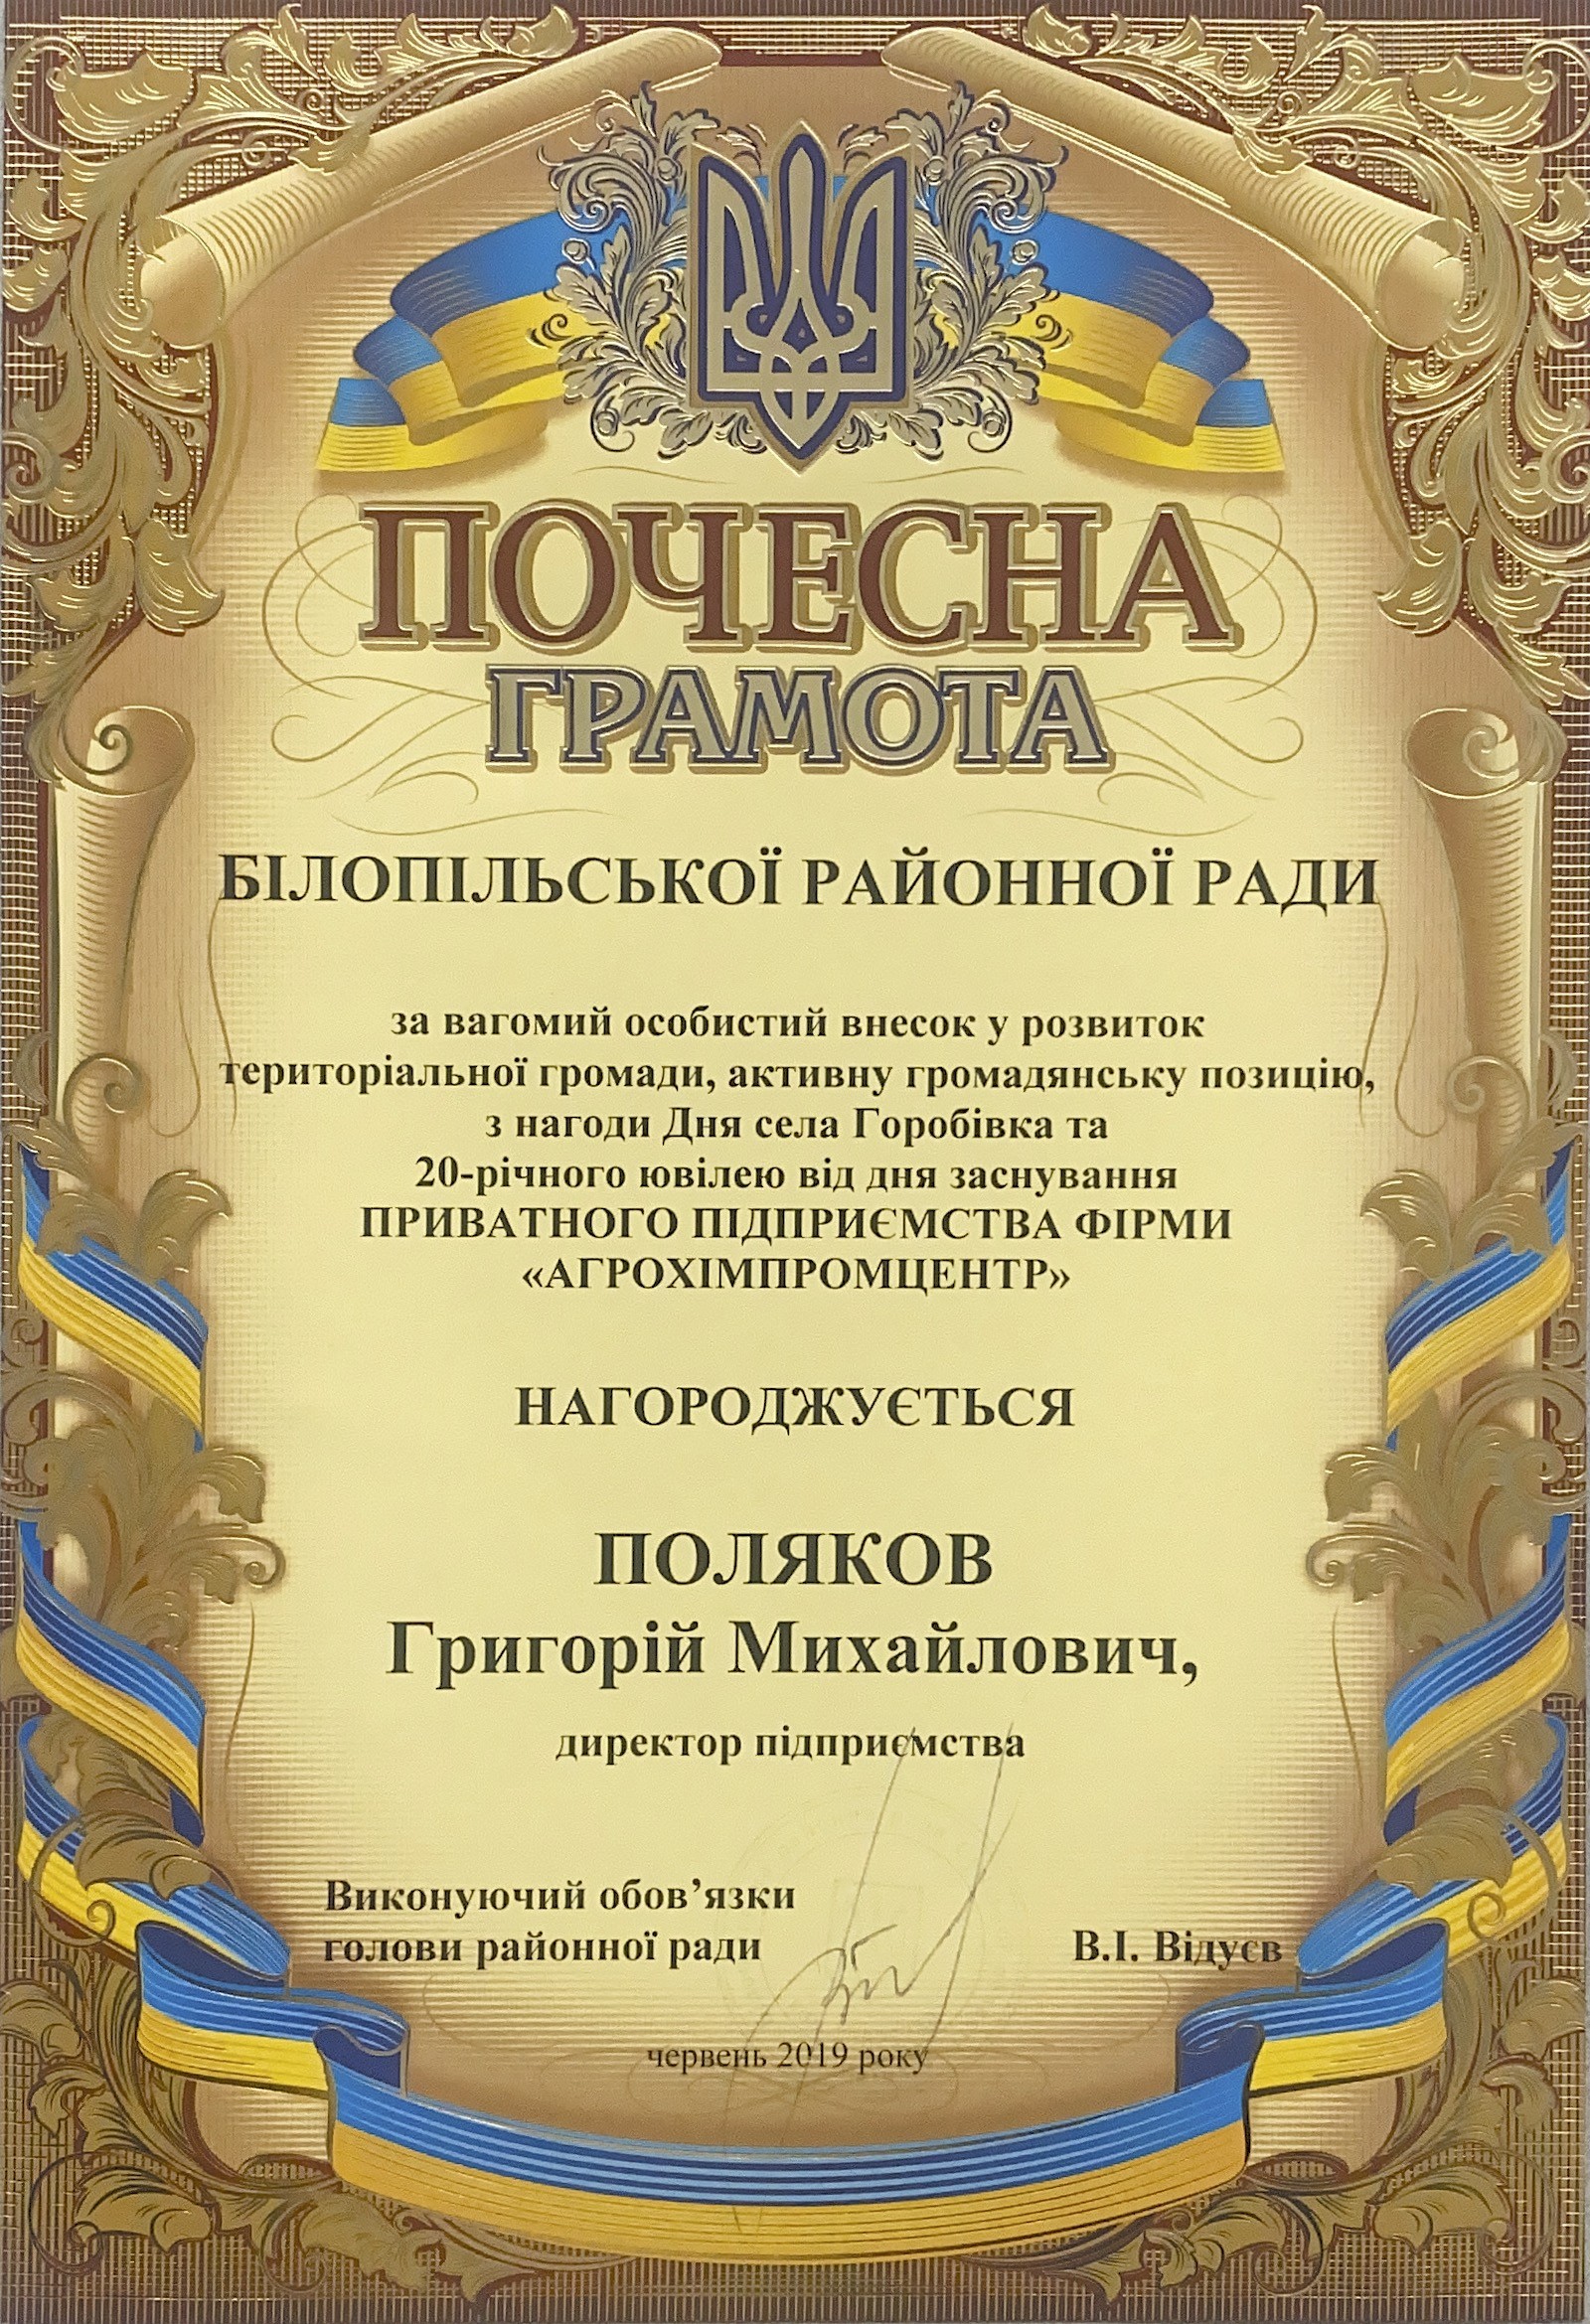 ПОЧЕСНА
ГРАМОТА
БІЛОПІЛЬСЬКОЇ РАЙОННОЇ РАДИ
за вагомий особистий внесок у розвиток
територіальної громади, активну громадянську позицію,
з нагоди Дня села Горобівка та
20-річного ювілею від дня заснування
ПРИВАТНОГО ПІДПРИЄМСТВА ФІРМИ
«АГРОХІМПРОМЦЕНТР»
НАГОРОДЖУЄТЬСЯ
ПОЛЯКОВ
Григорій Михайлович,
директор підприємства
Виконуючий обов’язки
голови районної ради
В.І. Відуєв
червень 2019 року